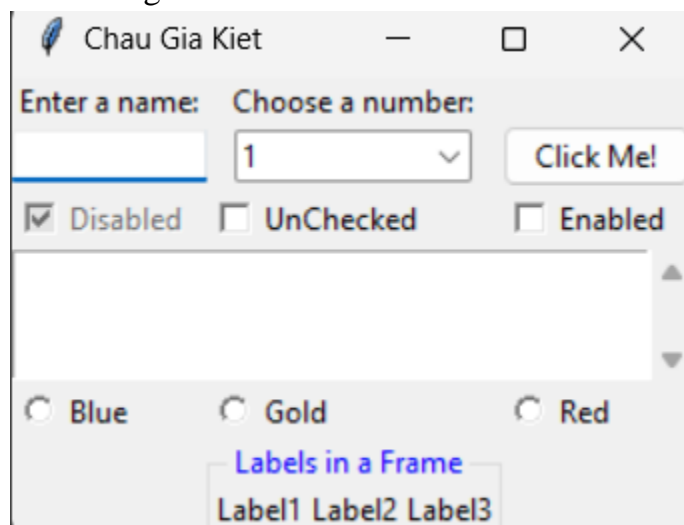 Chau Gia Kiet
Enter a name: Choose a number:
1 Click Me!
Disabled UnChecked Enabled
Blue Gold Red
Labels in a Frame
Label1 Label2 Label3